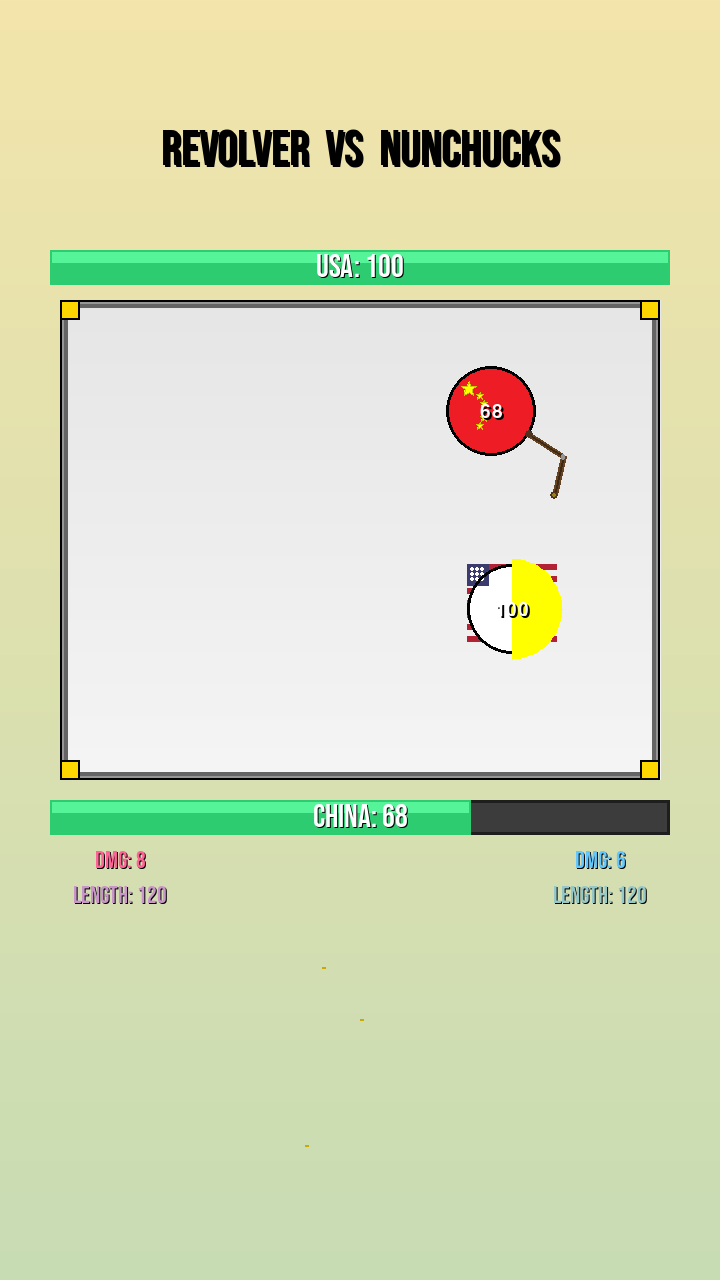 REVOLVER VS NUNCHUCKS
USA: 100
68
100
CHINA: 68
DMG: 8
DMG: 6
LENGTH: 120
LENGTH: 120